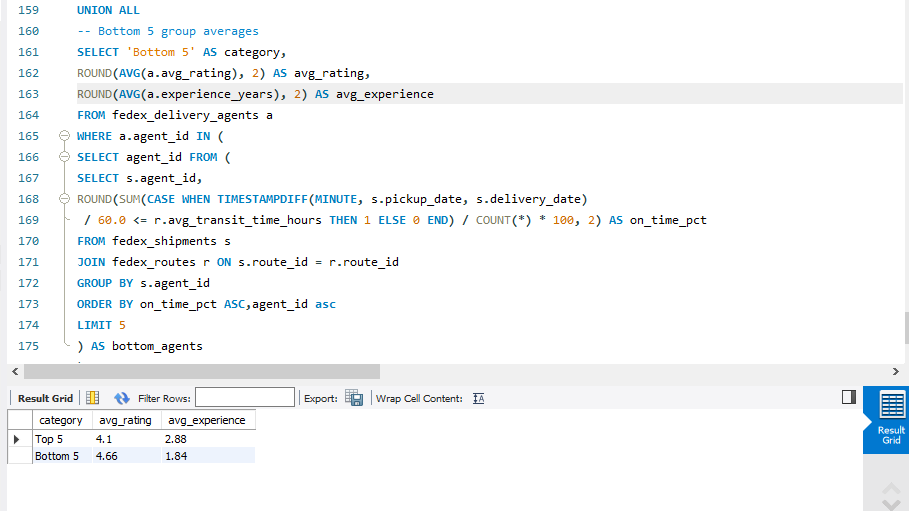 159 UNION ALL
160 -- Bottom 5 group averages
161 SELECT 'Bottom 5' AS category,
162 ROUND(AVG(a.avg_rating), 2) AS avg_rating,
163 ROUND(AVG(a.experience_years), 2) AS avg_experience
164 FROM fedex_delivery_agents a
165 WHERE a.agent_id IN (
166 SELECT agent_id FROM (
167 SELECT s.agent_id,
168 ROUND(SUM(CASE WHEN TIMESTAMPDIFF(MINUTE, s.pickup_date, s.delivery_date)
169 / 60.0 <= r.avg_transit_time_hours THEN 1 ELSE 0 END) / COUNT(*) * 100, 2) AS on_time_pct
170 FROM fedex_shipments s
171 JOIN fedex_routes r ON s.route_id = r.route_id
172 GROUP BY s.agent_id
173 ORDER BY on_time_pct ASC,agent_id asc
174 LIMIT 5
175 ) AS bottom_agents
Result Grid Filter Rows: Export: Wrap Cell Content:
category avg_rating avg_experience
Top 5 4.1 2.88
Bottom 5 4.66 1.84
Result
Grid